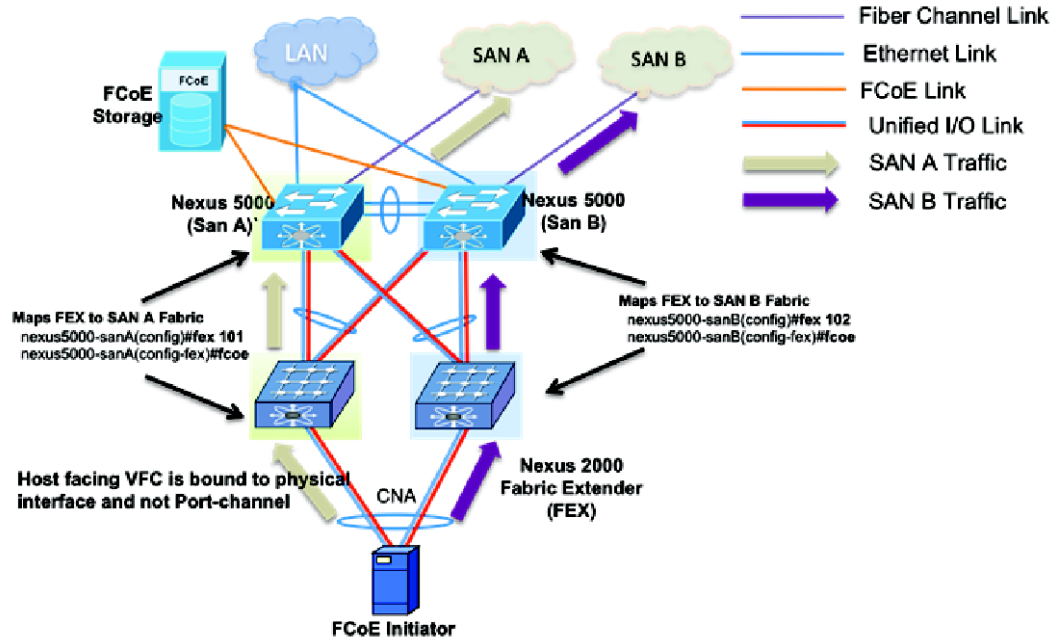 Fiber Channel Link
Ethernet Link
FCoE Link
Unified I/O Link
SAN A Traffic
SAN B Traffic
LAN
SAN A
SAN B
FCoE
FCoE
Storage
Nexus 5000
(San A)`
Nexus 5000
(San B)
Maps FEX to SAN A Fabric
nexus5000-sanA(config)#fex 101
nexus5000-sanA(config-fex)#fcoe
Maps FEX to SAN B Fabric
nexus5000-sanB(config)#fex 102
nexus5000-sanB(config-fex)#fcoe
Host facing VFC is bound to physical
interface and not Port-channel
CNA
Nexus 2000
Fabric Extender
(FEX)
FCoE Initiator